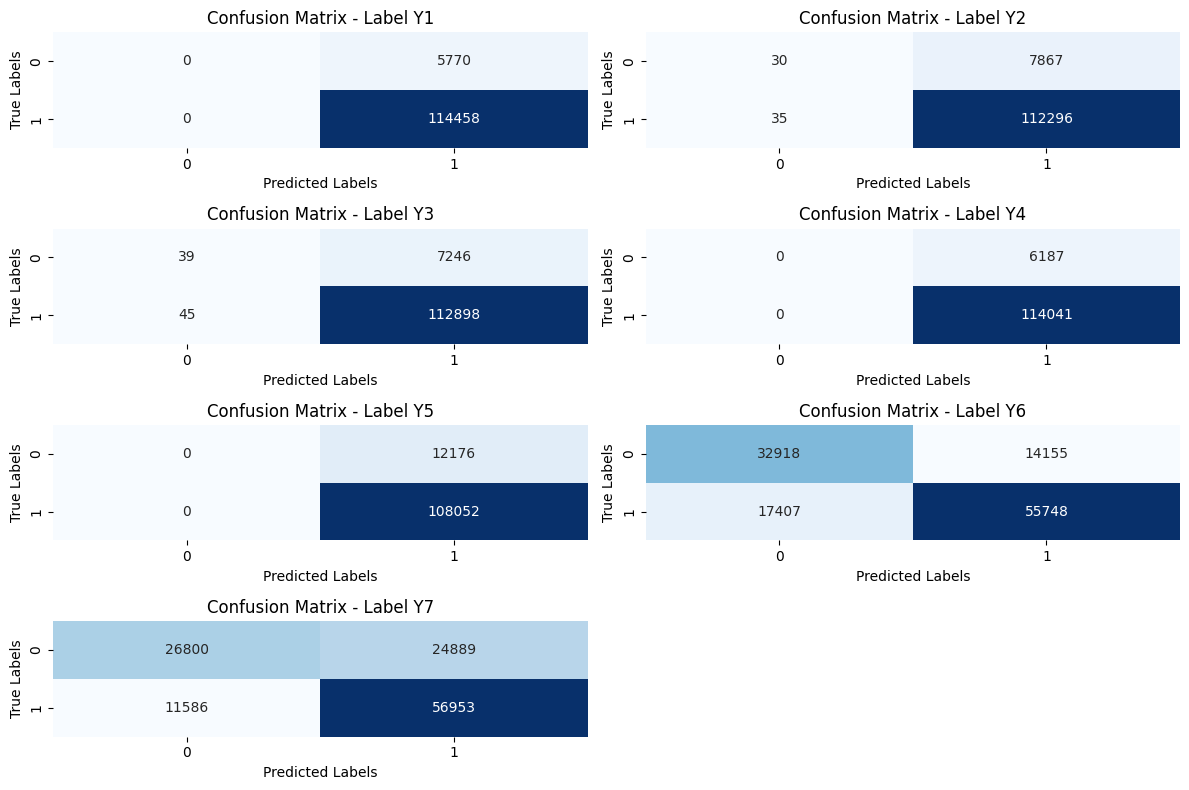 Confusion Matrix - Label Y1
True Labels
0
0
5770
1
0
114458
0
1
Predicted Labels
Confusion Matrix - Label Y2
True Labels
0
30
7867
1
35
112296
0
1
Predicted Labels
Confusion Matrix - Label Y3
True Labels
0
39
7246
1
45
112898
0
1
Predicted Labels
Confusion Matrix - Label Y4
True Labels
0
0
6187
1
0
114041
0
1
Predicted Labels
Confusion Matrix - Label Y5
True Labels
0
0
12176
1
0
108052
0
1
Predicted Labels
Confusion Matrix - Label Y6
True Labels
0
32918
14155
1
17407
55748
0
1
Predicted Labels
Confusion Matrix - Label Y7
True Labels
0
26800
24889
1
11586
56953
0
1
Predicted Labels